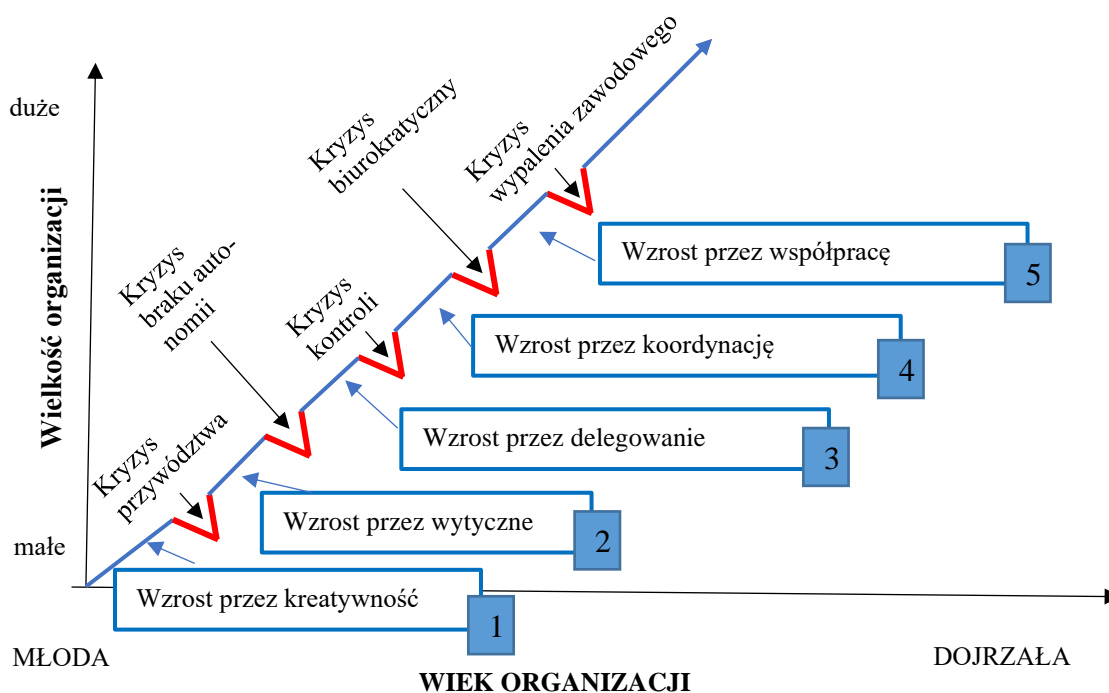 duże
Wielkość organizacji
małe
Kryzys
przywództwa
Kryzys
braku auto-
nomii
Kryzys
kontroli
Kryzys
biurokratyczny
Kryzys
wypalenia zawodowego
Wzrost przez współpracę
5
Wzrost przez koordynację
4
Wzrost przez delegowanie
3
Wzrost przez wytyczne
2
Wzrost przez kreatywność
1
MŁODA
DOJRZAŁA
WIEK ORGANIZACJI